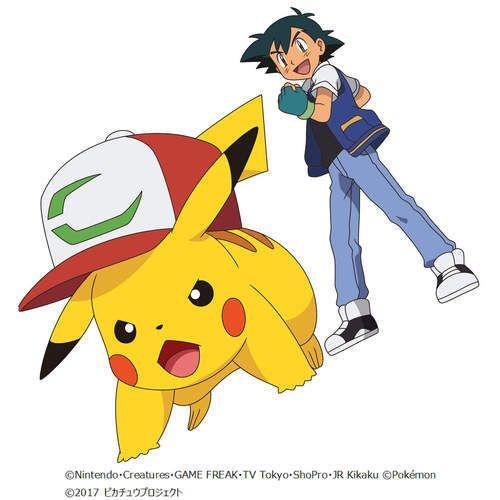 ©Nintendo･Creatures･GAME FREAK･TV Tokyo･ShoPro･JR Kikaku ©Pokémon
©2017 ピカチュウプロジェクト